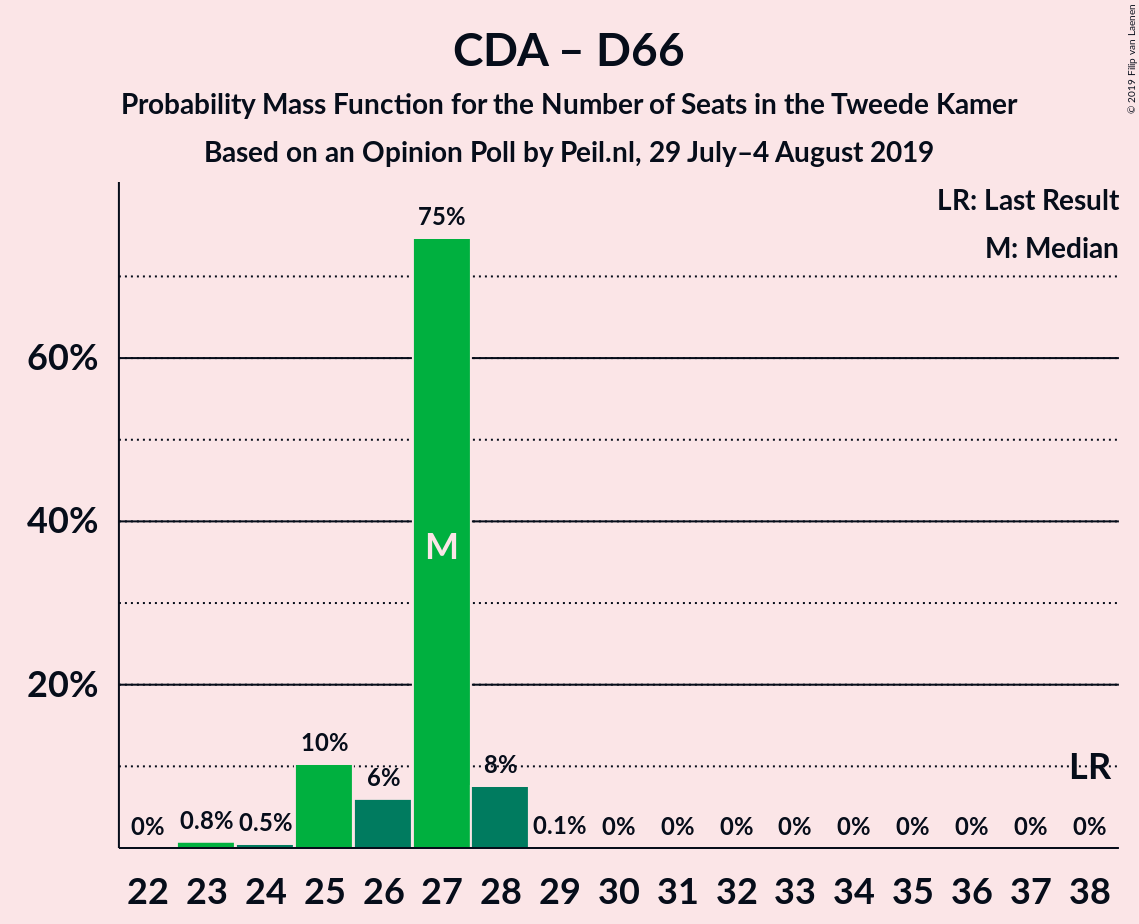 CDA – D66
Probability Mass Function for the Number of Seats in the Tweede Kamer
Based on an Opinion Poll by Peil.nl, 29 July–4 August 2019
© 2019 Filip van Laenen
LR: Last Result
M: Median
75%
60%
40%
M
20%
10%
6%
8%
LR
0%
0.8%
0.5%
0.1%
0%
0%
0%
0%
0%
0%
0%
0%
0%
22 23 24 25 26 27 28 29 30 31 32 33 34 35 36 37 38